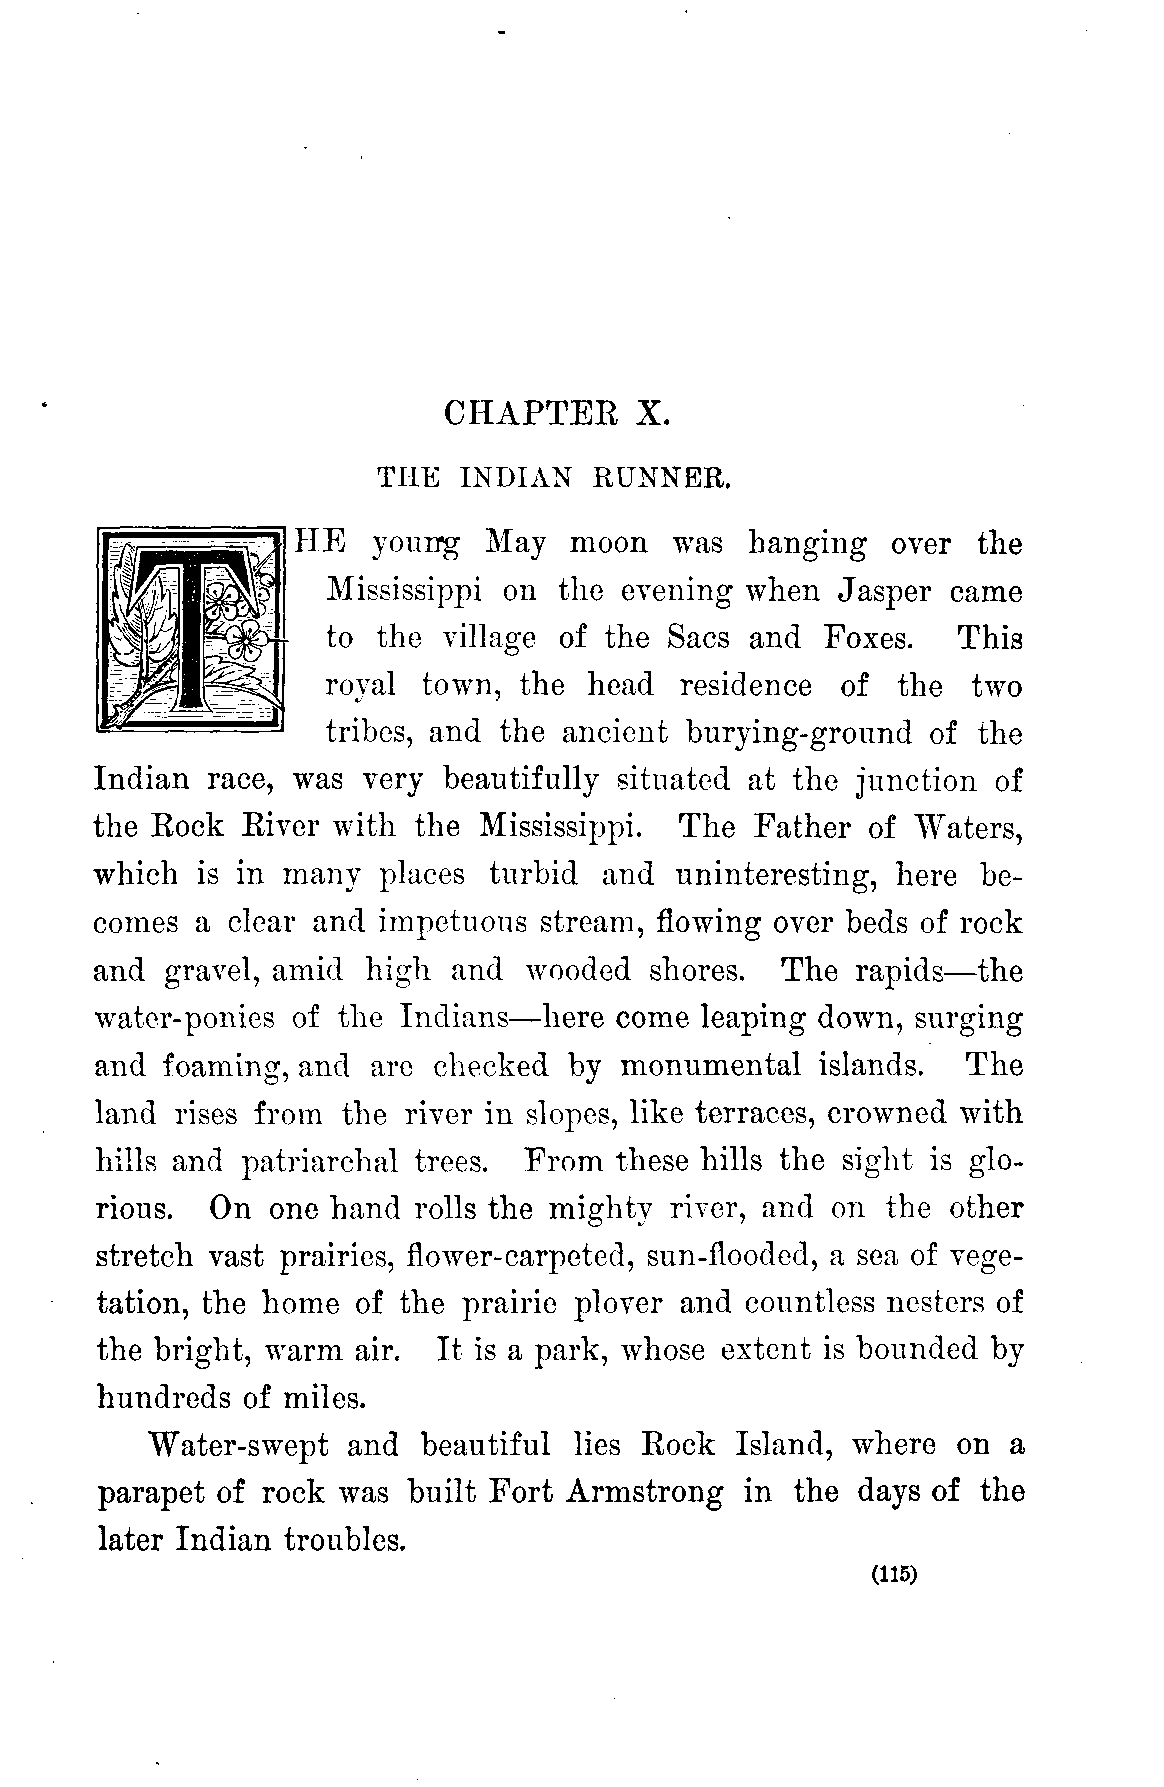 CHAPTER X.
THE INDIAN RUNNER.
THE young May moon was hanging over the
Mississippi on the evening when Jasper came
to the village of the Sacs and Foxes. This
royal town, the head residence of the two
tribes, and the ancient burying-ground of the
Indian race, was very beautifully situated at the junction of
the Rock River with the Mississippi. The Father of Waters,
which is in many places turbid and uninteresting, here be-
comes a clear and impetuous stream, flowing over beds of rock
and gravel, amid high and wooded shores. The rapids—the
water-ponies of the Indians—here come leaping down, surging
and foaming, and are checked by monumental islands. The
land rises from the river in slopes, like terraces, crowned with
hills and patriarchal trees. From these hills the sight is glo-
rious. On one hand rolls the mighty river, and on the other
stretch vast prairies, flower-carpeted, sun-flooded, a sea of vege-
tation, the home of the prairie plover and countless nesters of
the bright, warm air. It is a park, whose extent is bounded by
hundreds of miles.
Water-swept and beautiful lies Rock Island, where on a
parapet of rock was built Fort Armstrong in the days of the
later Indian troubles.
(115)